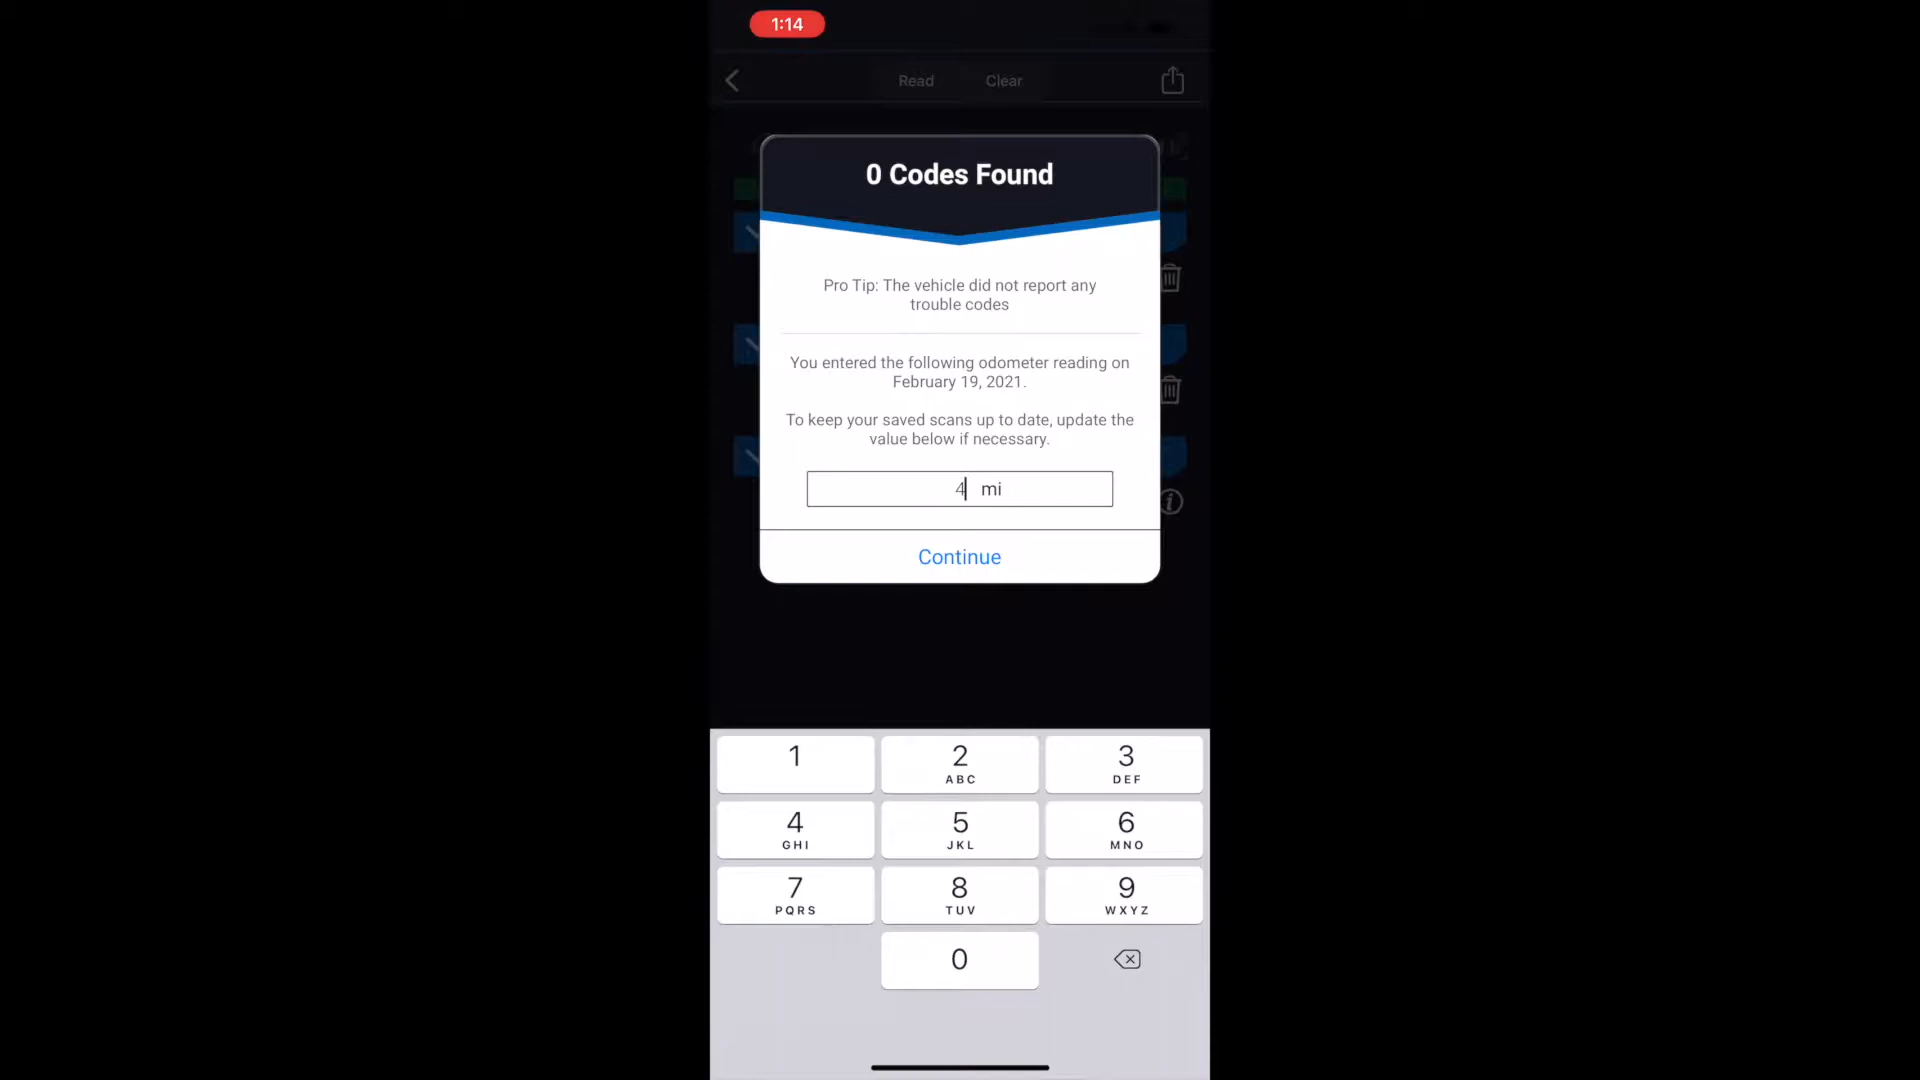 1:14
Read Clear
0 Codes Found
Pro Tip: The vehicle did not report any
trouble codes
You entered the following odometer reading on
February 19, 2021.
To keep your saved scans up to date, update the
value below if necessary.
4 mi
Continue
1
2
ABC
3
DEF
4
GHI
5
JKL
6
MNO
7
PQRS
8
TUV
9
WXYZ
0